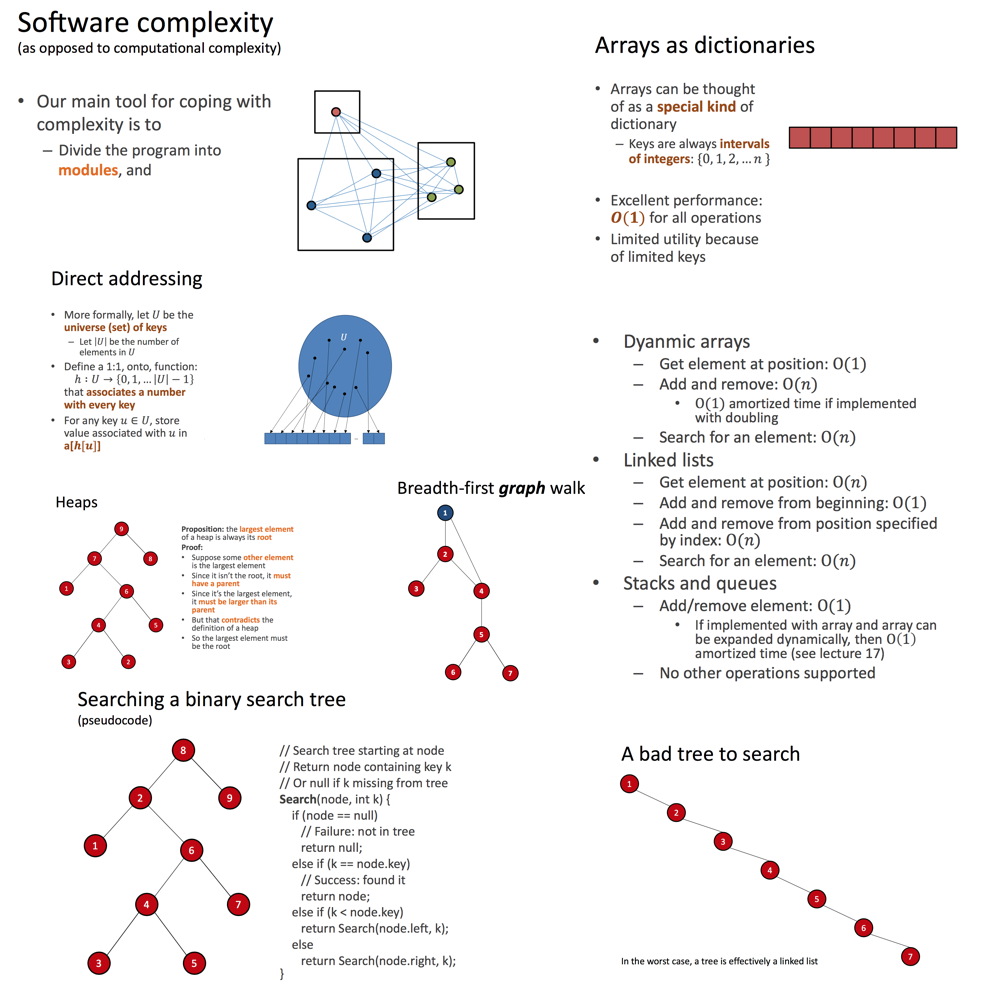 Software complexity
(as opposed to computational complexity)
• Our main tool for coping with
complexity is to
– Divide the program into
modules, and
Arrays as dictionaries
• Arrays can be thought
of as a special kind of
dictionary
– Keys are always intervals
of integers: {0, 1, 2, … n }
• Excellent performance:
O(1) for all operations
• Limited utility because
of limited keys
Direct addressing
• More formally, let U be the
universe (set) of keys
– Let |U| be the number of
elements in U
• Define a 1:1, onto, function:
h : U → {0, 1, … |U| − 1}
that associates a number
with every key
• For any key u ∈ U, store
value associated with u in
a[h[u]]
U
...
• Dyanmic arrays
– Get element at position: O(1)
– Add and remove: O(n)
• O(1) amortized time if implemented
with doubling
– Search for an element: O(n)
• Linked lists
– Get element at position: O(n)
– Add and remove from beginning: O(1)
– Add and remove from position specified
by index: O(n)
– Search for an element: O(n)
• Stacks and queues
– Add/remove element: O(1)
• If implemented with array and array can
be expanded dynamically, then O(1)
amortized time (see lecture 17)
– No other operations supported
Heaps
9
7 8
1 6
4 5
3 2
Proposition: the largest element
of a heap is always its root
Proof:
• Suppose some other element
is the largest element
• Since it isn't the root, it must
have a parent
• Since it's the largest element,
it must be larger than its
parent
• But that contradicts the
definition of a heap
• So the largest element must
be the root
Breadth-first graph walk
1
2
3 4
5
6 7
Searching a binary search tree
(pseudocode)
8
2 9
1 6
4 7
3 5
// Search tree starting at node
// Return node containing key k
// Or null if k missing from tree
Search(node, int k) {
if (node == null)
// Failure: not in tree
return null;
else if (k == node.key)
// Success: found it
return node;
else if (k < node.key)
return Search(node.left, k);
else
return Search(node.right, k);
}
A bad tree to search
1
2
3
4
5
6
7
In the worst case, a tree is effectively a linked list